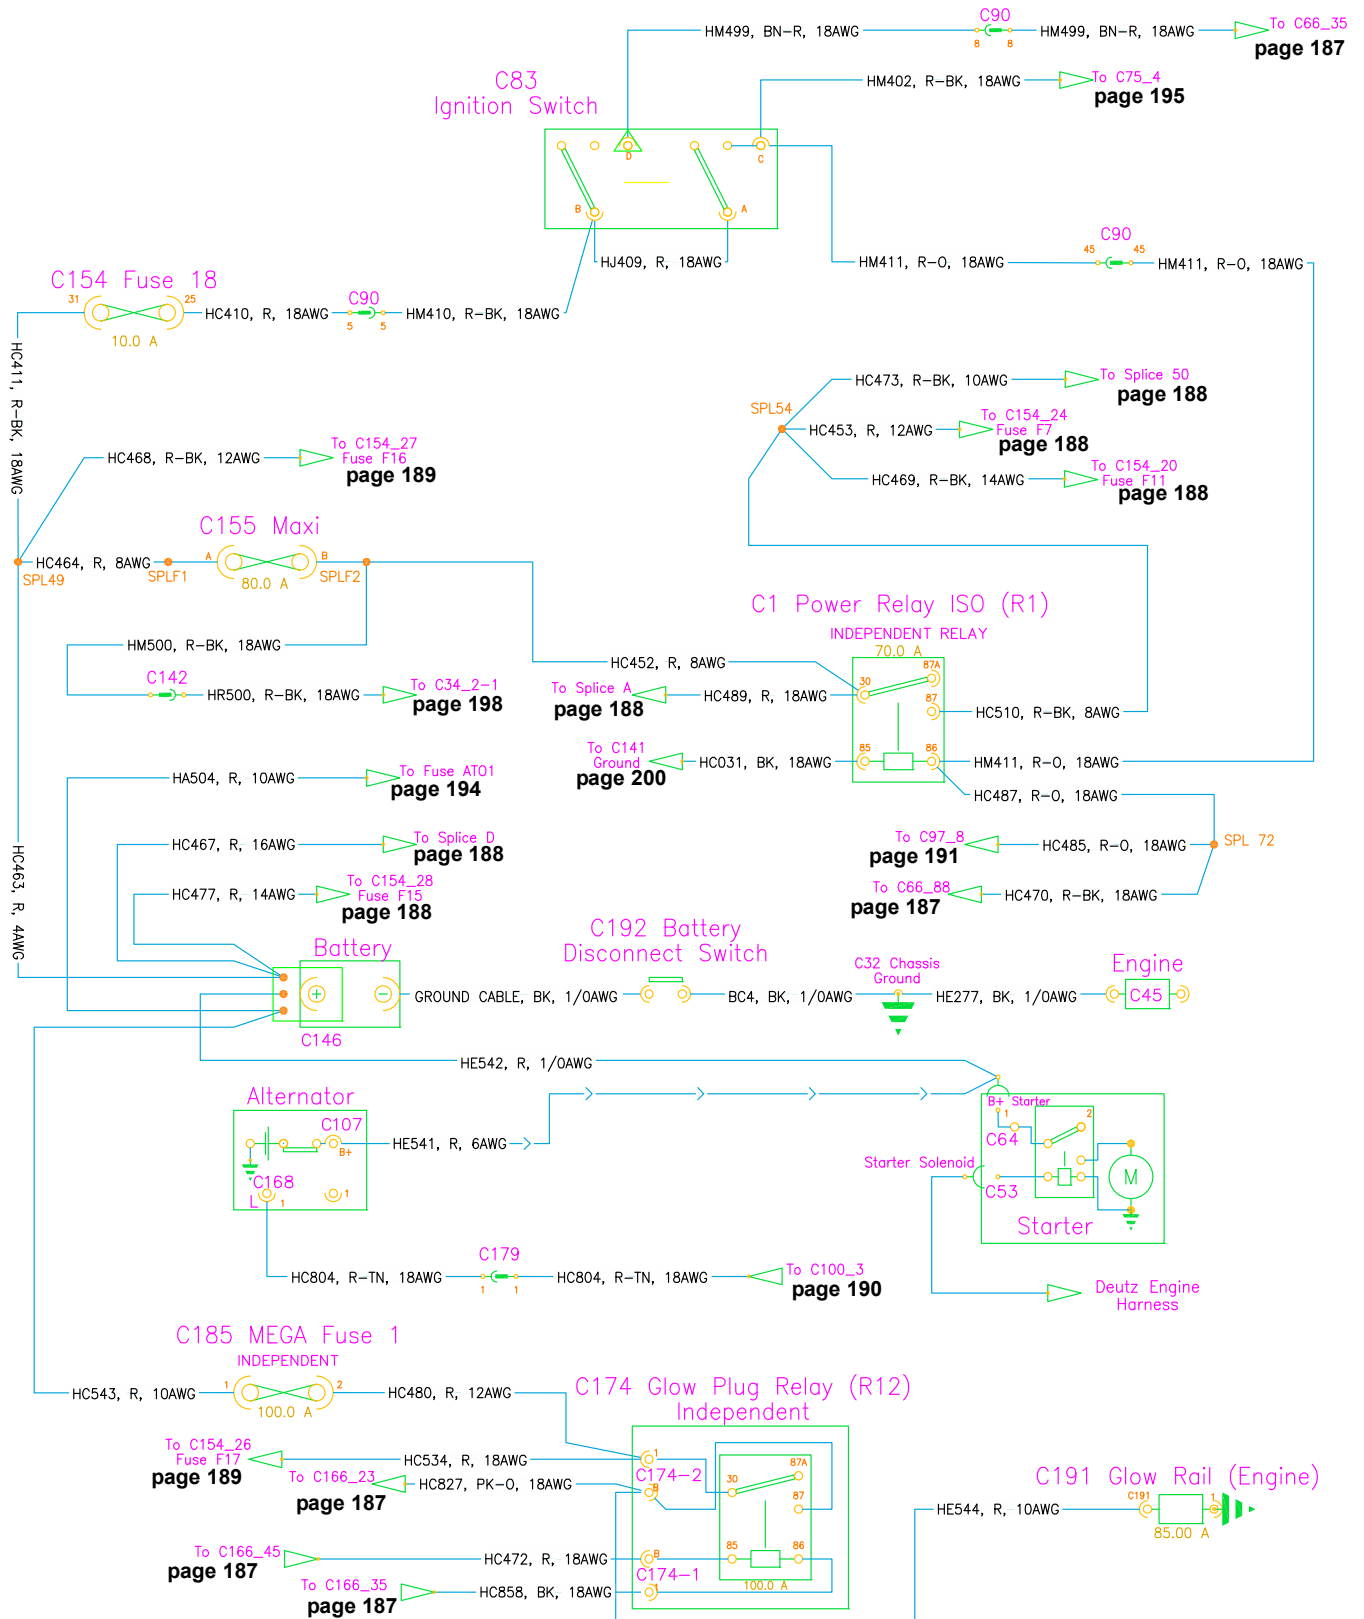 C90
HM499, BN-R, 18AWG
8 8
HM499, BN-R, 18AWG
To C66_35
page 187
C83
Ignition Switch
HM402, R-BK, 18AWG
To C75_4
page 195
D
C
B
A
HJ409, R, 18AWG
HM411, R-O, 18AWG
C90
45 45
HM411, R-O, 18AWG
C154 Fuse 18
31 25
10.0 A
HC410, R, 18AWG
C90
5 5
HM410, R-BK, 18AWG
HC411, R-BK, 18AWG
HC473, R-BK, 10AWG
To Splice 50
page 188
SPL54
HC453, R, 12AWG
To C154_24
Fuse F7
page 188
HC469, R-BK, 14AWG
To C154_20
Fuse F11
page 188
HC468, R-BK, 12AWG
To C154_27
Fuse F16
page 189
C155 Maxi
SPL49
HC464, R, 8AWG
SPLF1
A B
80.0 A
SPLF2
HM500, R-BK, 18AWG
C142
HR500, R-BK, 18AWG
To C34_2-1
page 198
C1 Power Relay ISO (R1)
INDEPENDENT RELAY
70.0 A
87A
30
87
85 86
HC452, R, 8AWG
To Splice A
page 188
HC489, R, 18AWG
HC510, R-BK, 8AWG
To C141
Ground
page 200
HC031, BK, 18AWG
HM411, R-O, 18AWG
HC487, R-O, 18AWG
HA504, R, 10AWG
To Fuse ATO1
page 194
HC467, R, 16AWG
To Splice D
page 188
To C97_8
page 191
HC485, R-O, 18AWG
SPL 72
HC463, R, 4AWG
HC477, R, 14AWG
To C154_28
Fuse F15
page 188
To C66_88
page 187
HC470, R-BK, 18AWG
Battery
+ −
C146
GROUND CABLE, BK, 1/0AWG
C192 Battery
Disconnect Switch
BC4, BK, 1/0AWG
C32 Chassis
Ground
HE277, BK, 1/0AWG
Engine
C45
HE542, R, 1/0AWG
Alternator
C107
B+
C168
L 1 1
HE541, R, 6AWG
B+ Starter
1 2
C64
Starter Solenoid
C53
M
Starter
HC804, R-TN, 18AWG
C179
1 1
HC804, R-TN, 18AWG
To C100_3
page 190
Deutz Engine
Harness
C185 MEGA Fuse 1
INDEPENDENT
HC543, R, 10AWG
1 2
100.0 A
HC480, R, 12AWG
C174 Glow Plug Relay (R12)
Independent
To C154_26
Fuse F17
page 189
HC534, R, 18AWG
1
C174-2
To C166_23
page 187
HC827, PK-O, 18AWG
B
30
87A
87
85 86
100.0 A
To C166_45
page 187
HC472, R, 18AWG
B
C174-1
To C166_35
page 187
HC858, BK, 18AWG
1
C191 Glow Rail (Engine)
HE544, R, 10AWG
C191 1
85.00 A